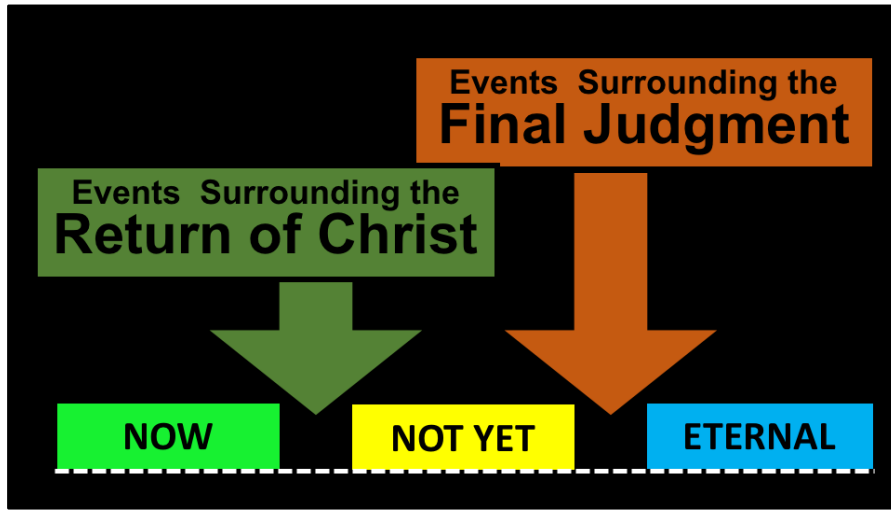 Events  Surrounding the
Final Judgment
Events  Surrounding the
Return of Christ
NOW
NOT YET
ETERNAL